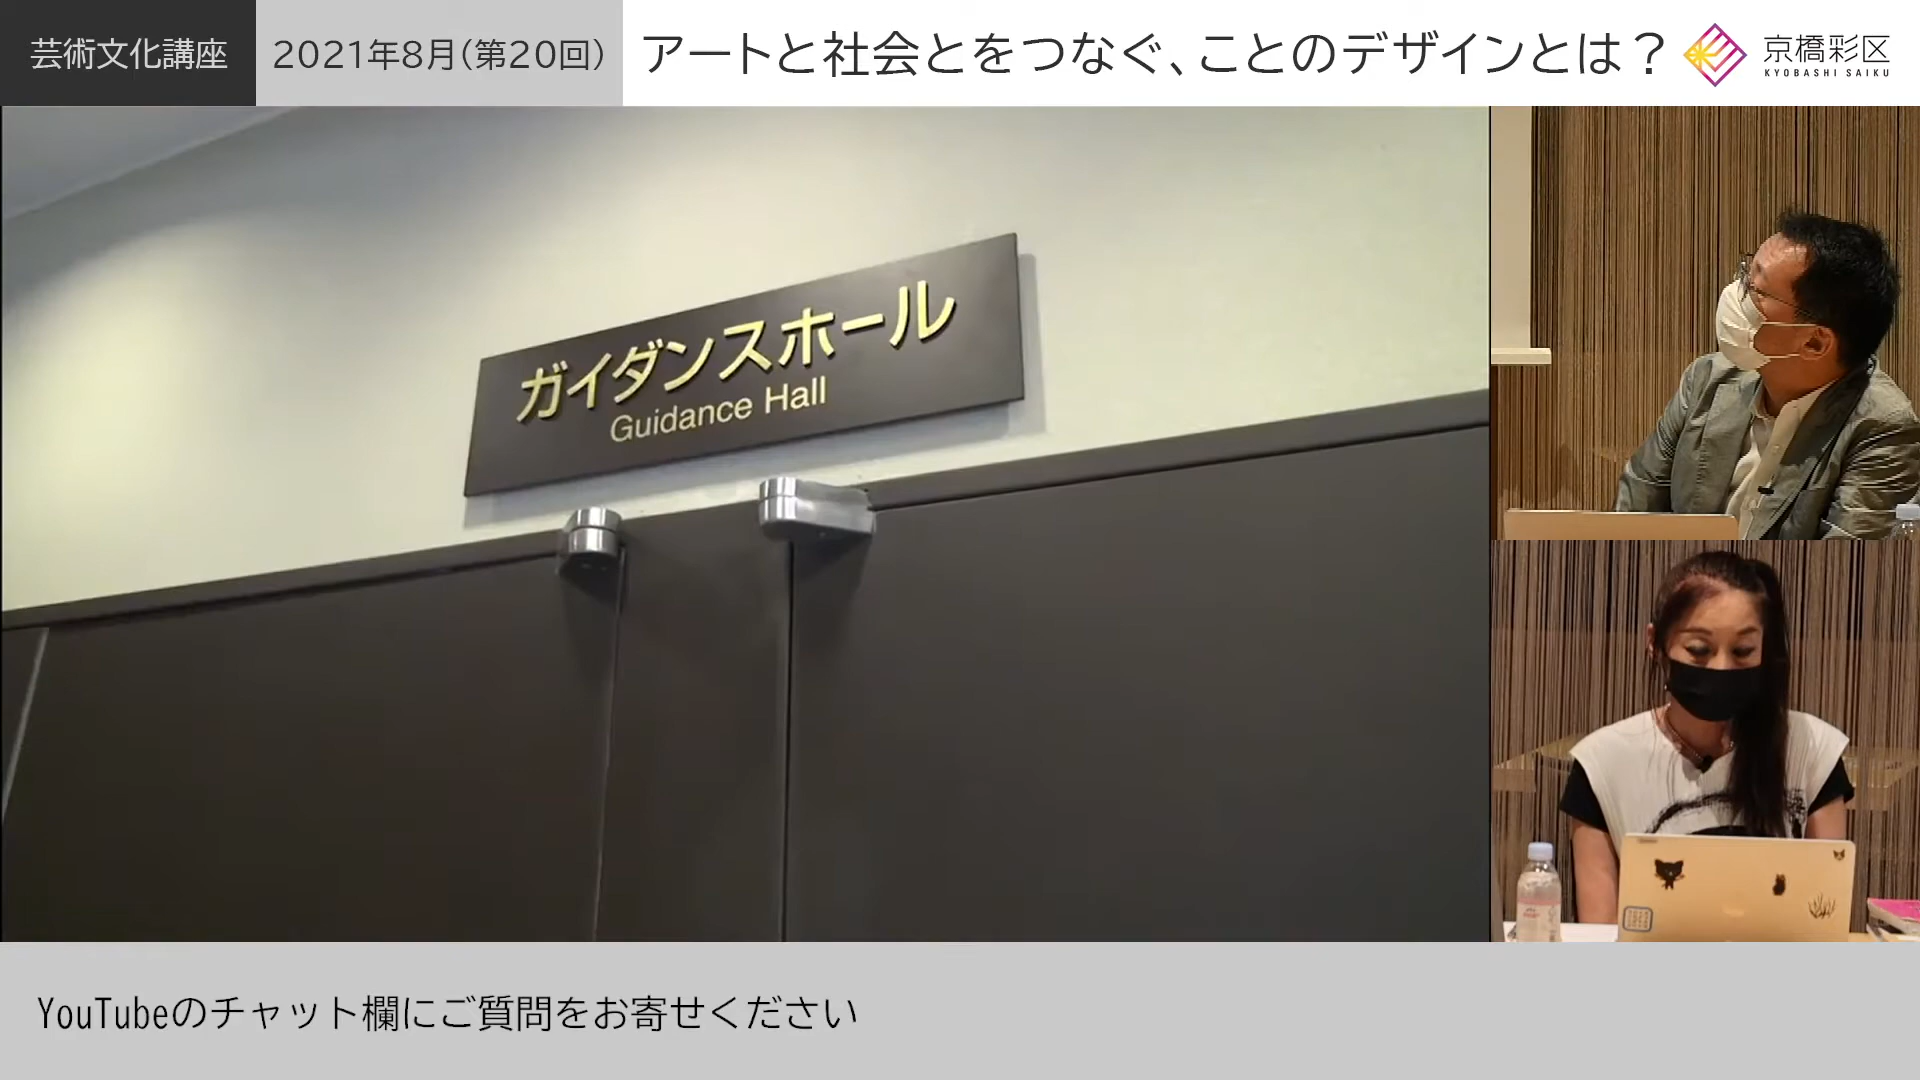 芸術文化講座
2021年8月(第20回)
アートと社会とをつなぐ、ことのデザインとは？
京橋彩区
KYOBASHI SAIKU
ガイダンスホール
Guidance Hall
YouTubeのチャット欄にご質問をお寄せください